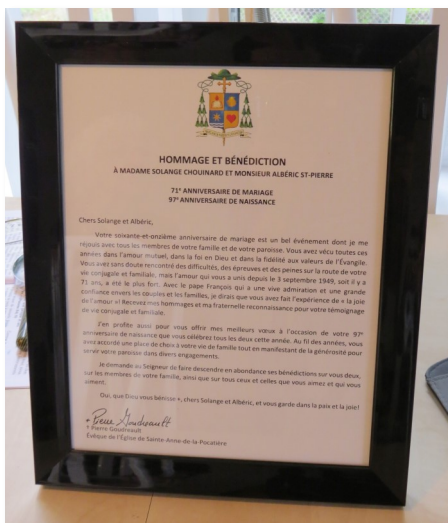 HOMMAGE ET BÉNÉDICTION
À MADAME SOLANGE CHOUINARD ET MONSIEUR ALBÉRIC ST-PIERRE
71e ANNIVERSAIRE DE MARIAGE
97e ANNIVERSAIRE DE NAISSANCE
Chers Solange et Albéric,
Votre soixante-et-onzième anniversaire de mariage est un bel événement dont je me
réjouis avec tous les membres de votre famille et de votre paroisse. Vous avez vécu toutes ces
années dans l'amour mutuel, dans la foi en Dieu et dans la fidélité aux valeurs de l'Évangile.
Vous avez sans doute rencontré des difficultés, des épreuves et des peines sur la route de votre
vie conjugale et familiale, mais l'amour qui vous a unis depuis le 3 septembre 1949, soit il y a
71 ans, a été le plus fort. Avec le pape François qui a une vive admiration et une grande
confiance envers les couples et les familles, je dirais que vous avez fait l'expérience de « la joie
de l'amour »! Recevez mes hommages et ma fraternelle reconnaissance pour votre témoignage
de vie conjugale et familiale.
J'en profite aussi pour vous offrir mes meilleurs vœux à l'occasion de votre 97e
anniversaire de naissance que vous célébrez tous les deux cette année. Au fil des années, vous
avez accordé une place de choix à votre vie de famille tout en manifestant de la générosité pour
servir votre paroisse dans divers engagements.
Je demande au Seigneur de faire descendre en abondance ses bénédictions sur vous deux,
sur les membres de votre famille, ainsi que sur tous ceux et celles que vous aimez et qui vous
aiment.
Oui, que Dieu vous bénisse », chers Solange et Albéric, et vous garde dans la paix et la joie!
+ Pierre Goudreault
† Pierre Goudreault
Évêque de l'Église de Sainte-Anne-de-la-Pocatière